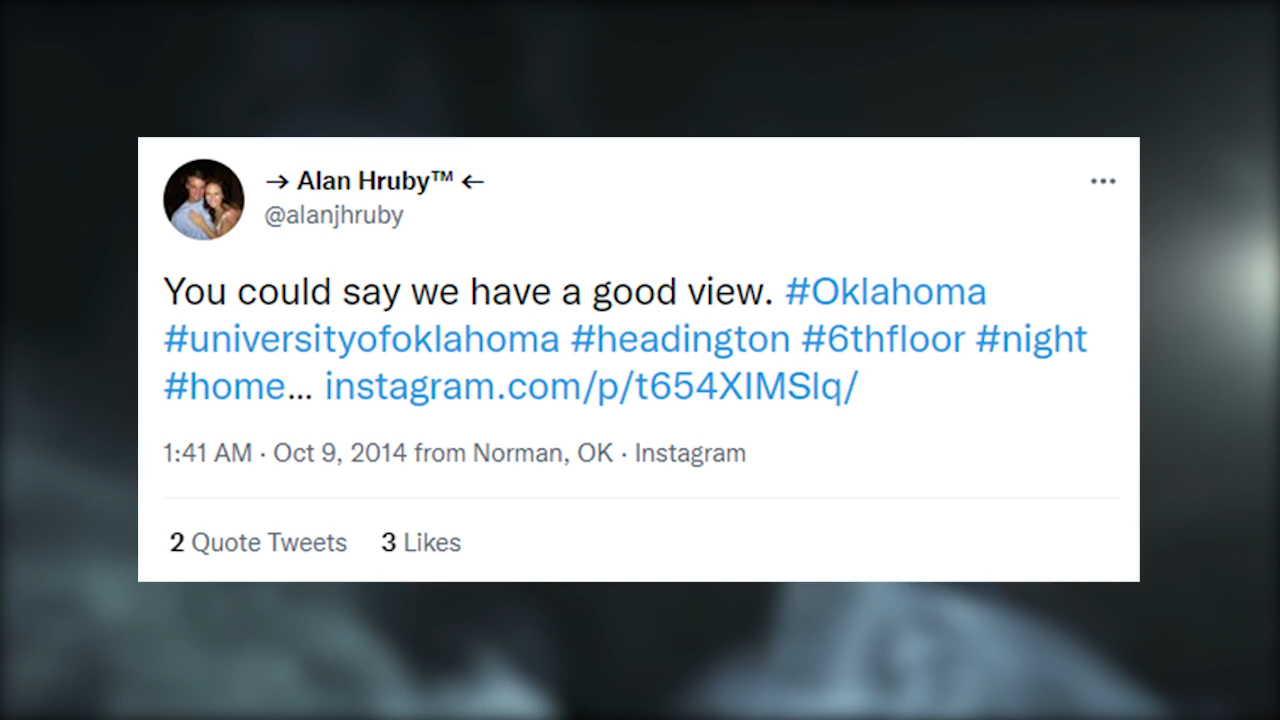 → Alan Hruby™ ←
@alanjhruby
You could say we have a good view. #Oklahoma
#universityofoklahoma #headington #6thfloor #night
#home... instagram.com/p/t654XIMSlq/
1:41 AM · Oct 9, 2014 from Norman, OK · Instagram
2 Quote Tweets 3 Likes